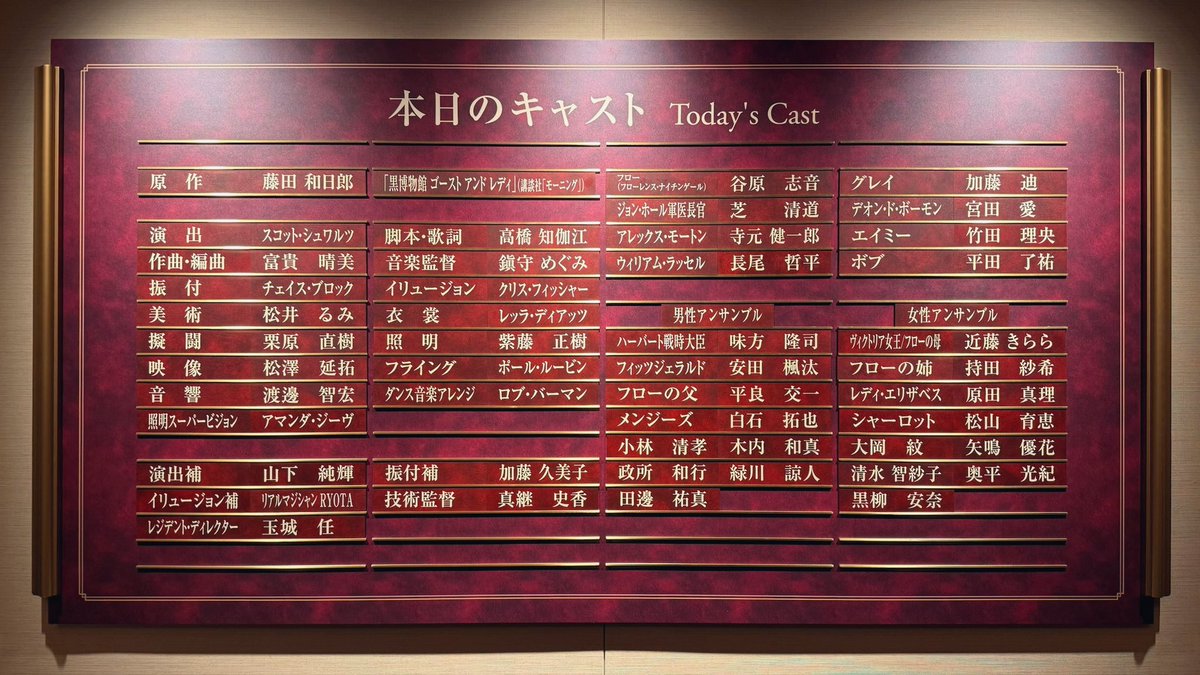 本日のキャスト Today's Cast
原作 藤田 和日郎
「黒博物館 ゴースト アンド レディ」(講談社「モーニング」)
演出 スコット・シュワルツ
脚本・歌詞 高橋 知伽江
作曲・編曲 富貴 晴美
音楽監督 鎭守 めぐみ
振付 チェイス・ブロック
イリュージョン クリス・フィッシャー
美術 松井 るみ
衣裳 レッラ・ディアッツ
擬闘 栗原 直樹
照明 紫藤 正樹
映像 松澤 延拓
フライング ポール・ルービン
音響 渡邊 智宏
ダンス音楽アレンジ ロブ・バーマン
照明スーパービジョン アマンダ・ジーヴ
演出補 山下 純輝
振付補 加藤 久美子
イリュージョン補 リアルマジシャン RYOTA
技術監督 真継 史香
レジデント・ディレクター 玉城 任
フロー(フローレンス・ナイチンゲール) 谷原 志音
グレイ 加藤 迪
ジョン・ホール軍医長官 芝 清道
デオン・ド・ボーモン 宮田 愛
アレックス・モートン 寺元 健一郎
エイミー 竹田 理央
ウィリアム・ラッセル 長尾 哲平
ボブ 平田 了祐
男性アンサンブル
ハーバート戦時大臣 味方 隆司
フィッツジェラルド 安田 楓汰
フローの父 平良 交一
メンジーズ 白石 拓也
小林 清孝 木内 和真
政所 和行 緑川 諒人
田邊 祐真
女性アンサンブル
ヴィクトリア女王/フローの母 近藤 きらら
フローの姉 持田 紗希
レディ・エリザベス 原田 真理
シャーロット 松山 育恵
大岡 紋 矢鳴 優花
清水 智紗子 奥平 光紀
黒柳 安奈